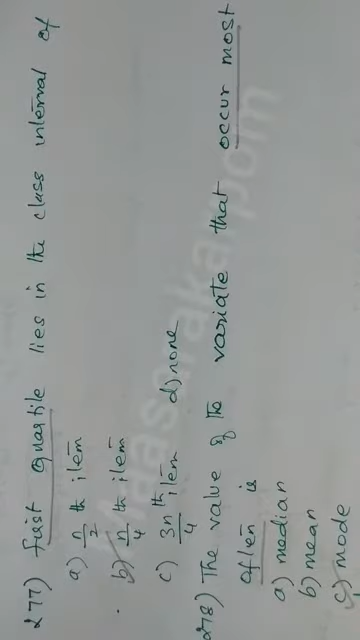 277) First Quartile lies in the class interval of
a) n/2 th item
b) n/4 th item
c) 3n/4 th item d) none
278) The value of the variate that occur most
often is
a) median
b) mean
c) mode